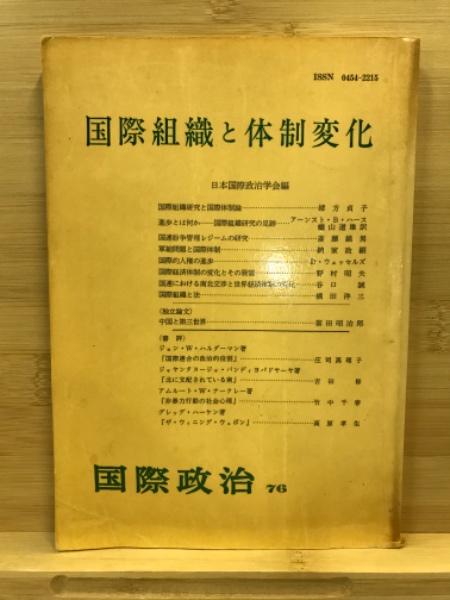 ISSN 0454-2215
国際組織と体制変化
日本国際政治学会編
国際組織研究と国際体制論 緒方貞子
進歩とは何か──国際組織研究の足跡 アーンスト・B・ハース
横山道雄訳
国連紛争管理レジームの研究 斎藤鎮男
軍縮問題と国際体制 納家政嗣
国際的人権の進歩 D・ウェッセルズ
国際経済体制の変化とその展望 野村昭夫
国連における南北交渉と世界経済体制の変化 谷口誠
国際組織と法 横田洋三
〈独立論文〉
中国と第三世界 冨田昭治郎
〈書評〉
ジョン・W・ハルダーマン著
『国際連合の政治的役割』 庄司真理子
ジャヤンタヌージャ・バンディヨパドヤーヤ著
『北に支配されている南』 吉田修
アムルート・W・ナークレー著
『非暴力行動の社会心理』 竹中千春
グレッグ・ハーケン著
『ザ・ウィニング・ウェポン』 高原孝生
国際政治 76